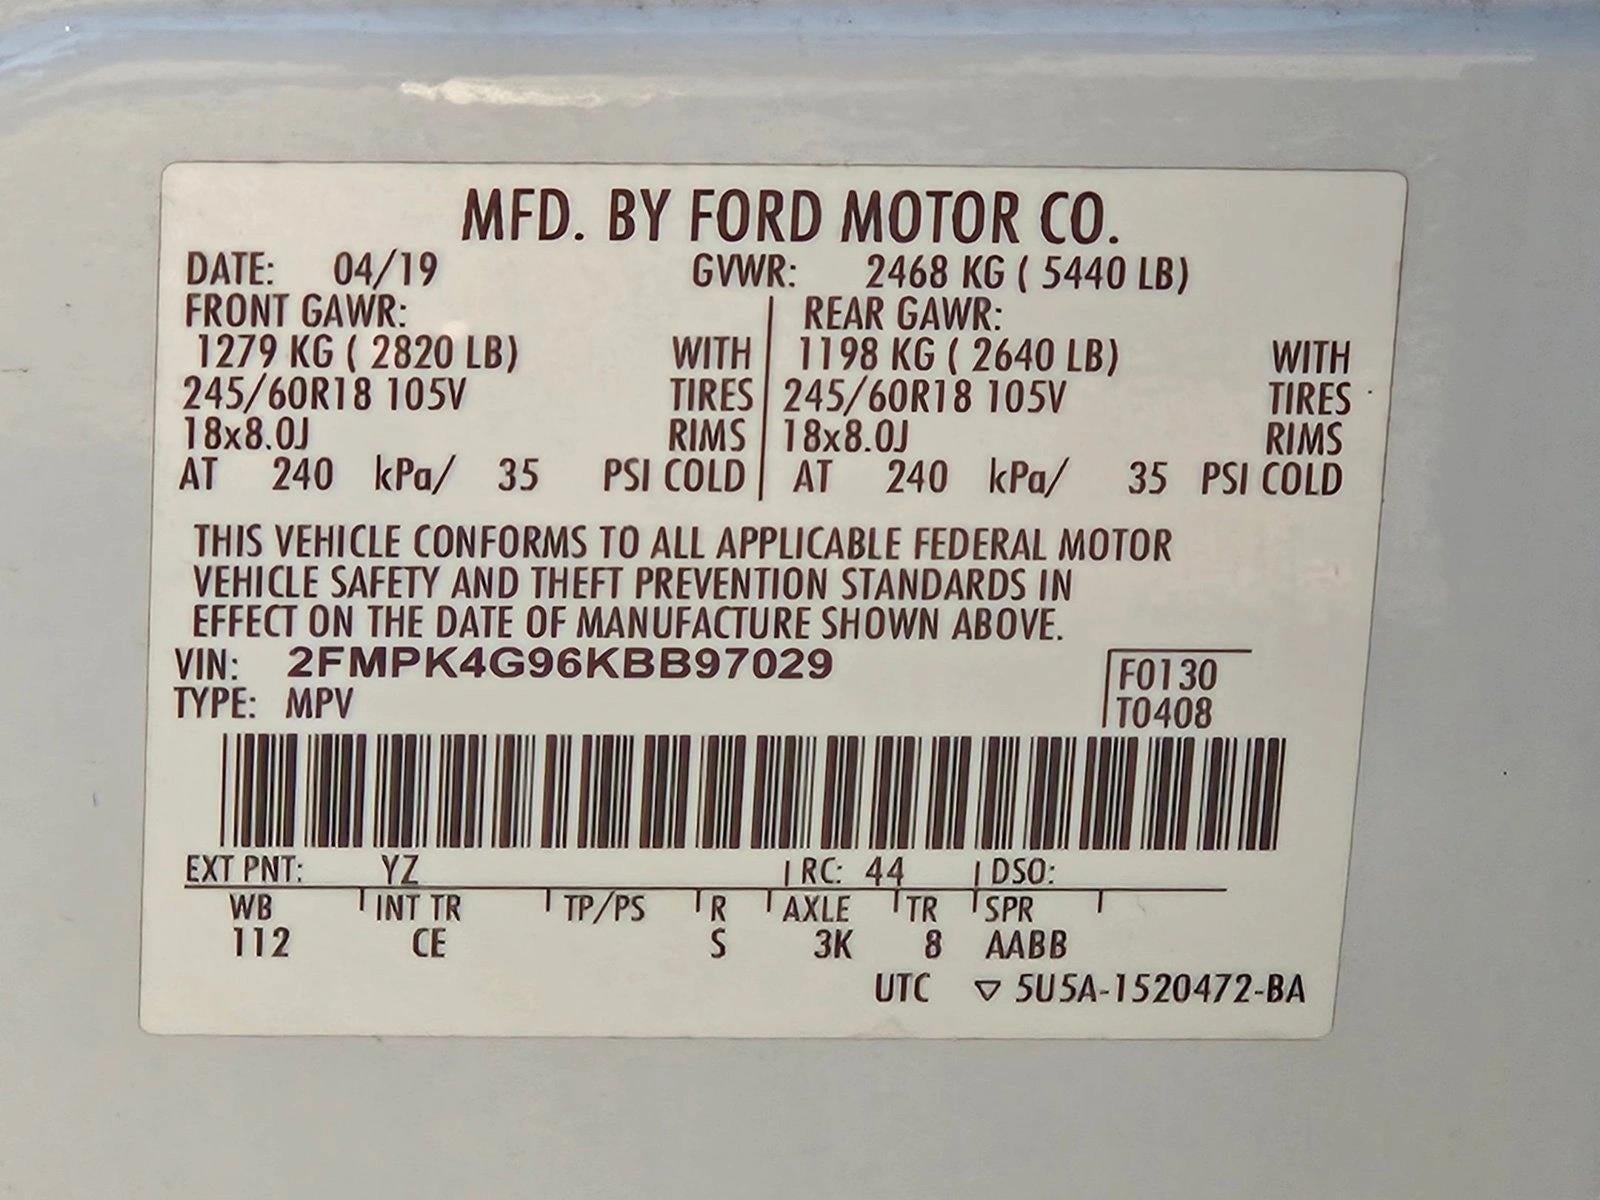 MFD. BY FORD MOTOR CO.
DATE: 04/19 GVWR: 2468 KG ( 5440 LB)
FRONT GAWR: REAR GAWR:
1279 KG ( 2820 LB) WITH 1198 KG ( 2640 LB) WITH
245/60R18 105V TIRES 245/60R18 105V TIRES
18x8.0J RIMS 18x8.0J RIMS
AT 240 kPa/ 35 PSI COLD AT 240 kPa/ 35 PSI COLD
THIS VEHICLE CONFORMS TO ALL APPLICABLE FEDERAL MOTOR
VEHICLE SAFETY AND THEFT PREVENTION STANDARDS IN
EFFECT ON THE DATE OF MANUFACTURE SHOWN ABOVE.
VIN: 2FMPK4G96KBB97029 F0130
TYPE: MPV T0408
EXT PNT: YZ RC: 44 DSO:
WB INT TR TP/PS R AXLE TR SPR
112 CE S 3K 8 AABB
UTC ▽ 5U5A-1520472-BA